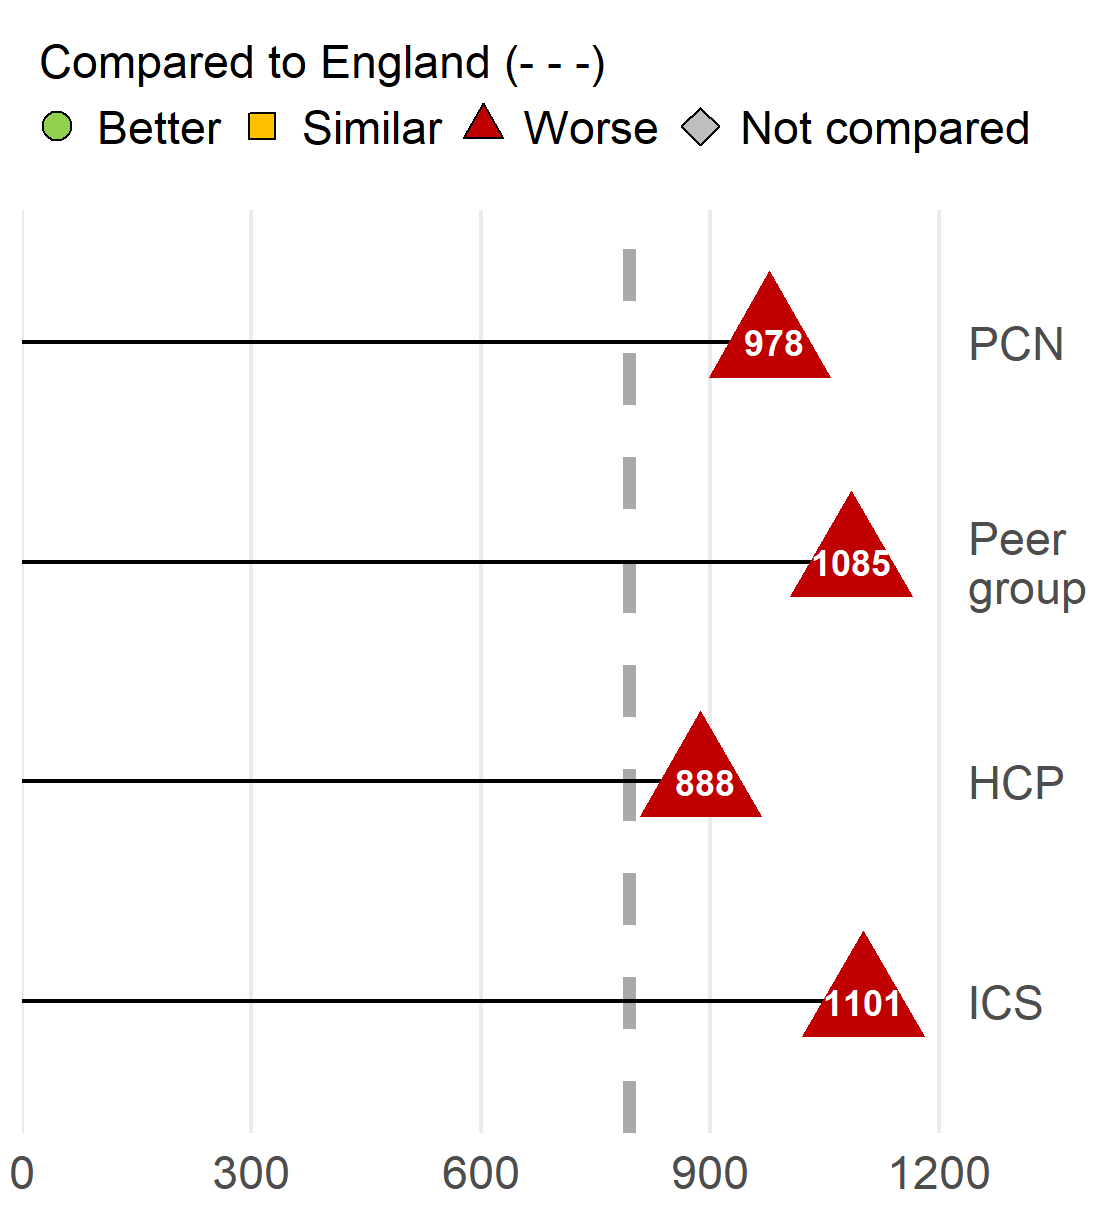 Compared to England (- - -)
Better Similar Worse Not compared
978 PCN
1085 Peer
group
888 HCP
1101 ICS
0 300 600 900 1200